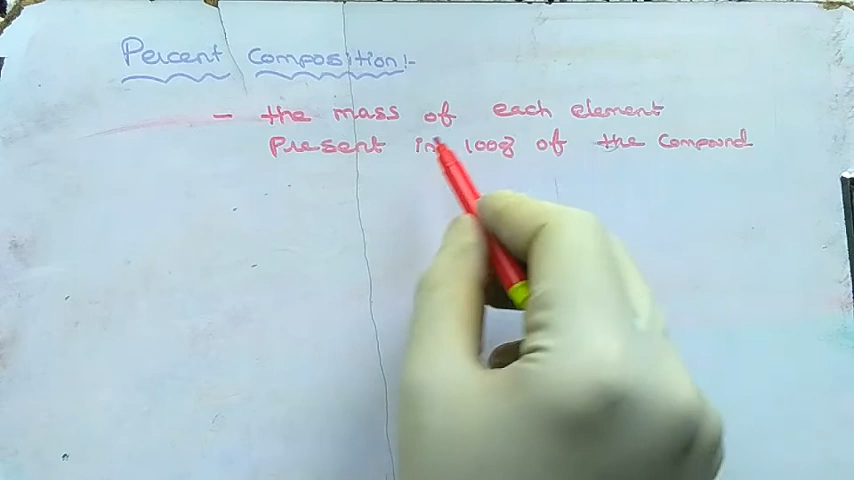 Percent Composition:-
- the mass of each element
Present in 100g of the Compound